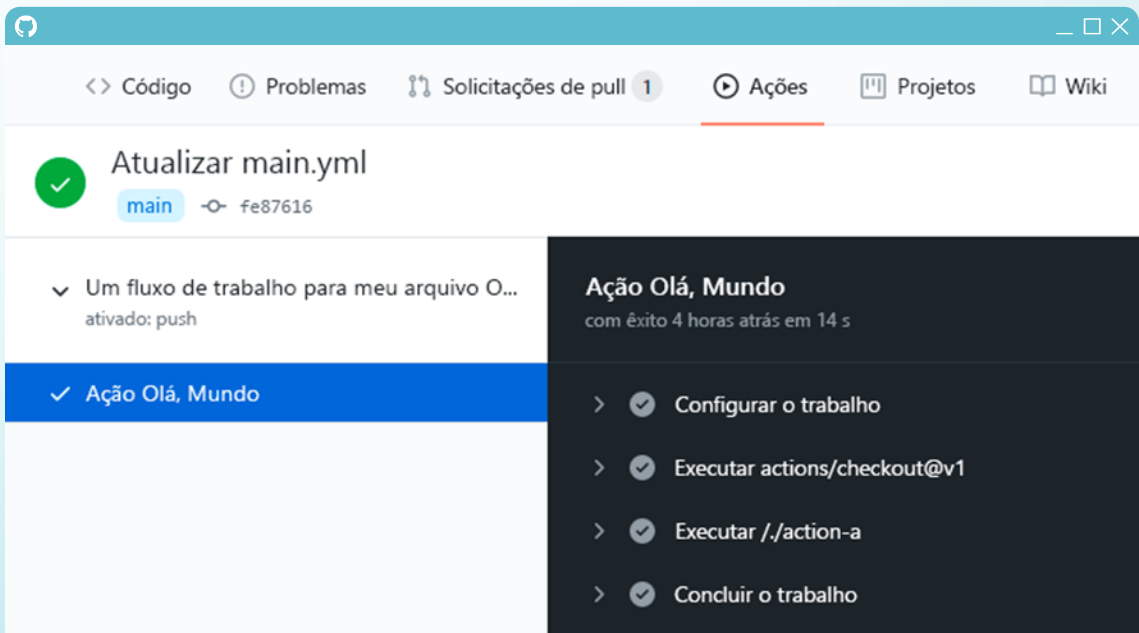 Código Problemas Solicitações de pull 1 Ações Projetos Wiki
Atualizar main.yml
main fe87616
Um fluxo de trabalho para meu arquivo O...
ativado: push
Ação Olá, Mundo
Ação Olá, Mundo
com êxito 4 horas atrás em 14 s
Configurar o trabalho
Executar actions/checkout@v1
Executar /./action-a
Concluir o trabalho